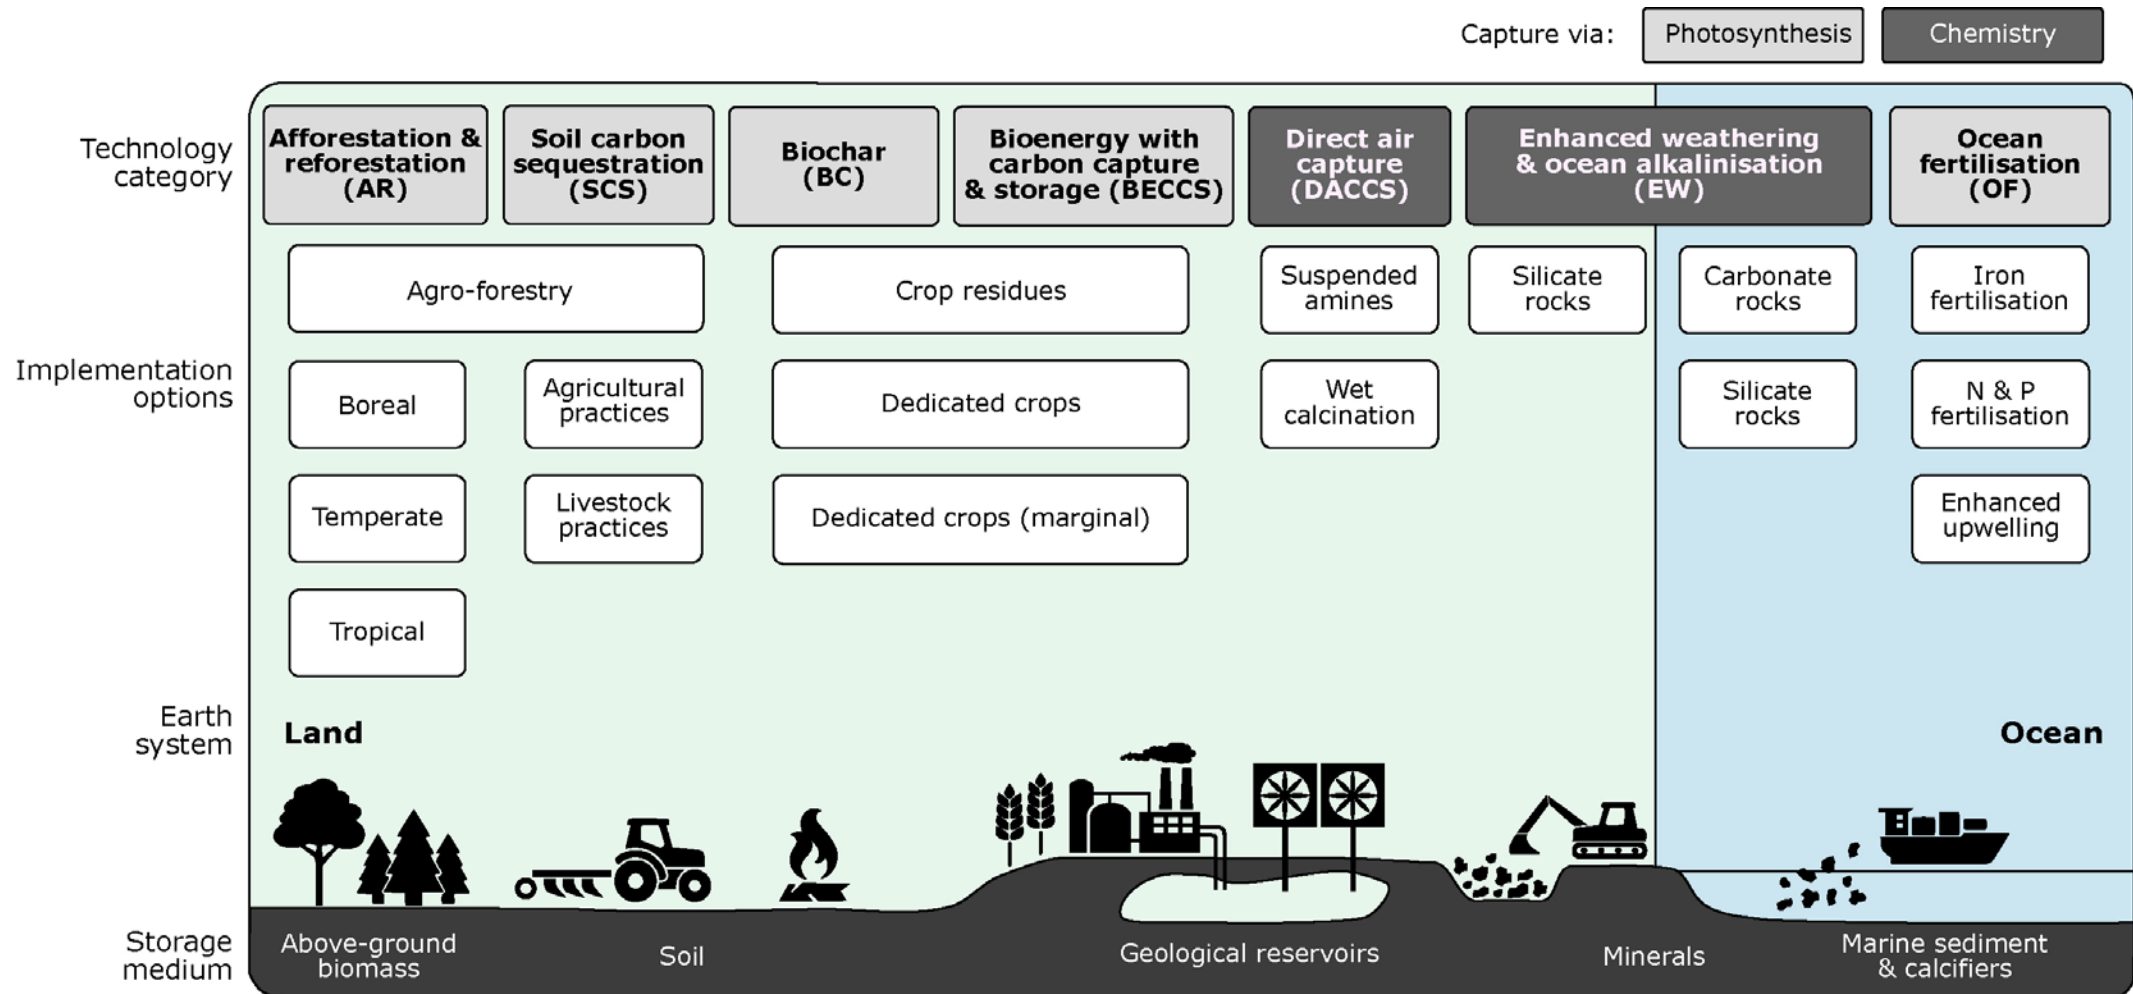 Capture via: Photosynthesis Chemistry
Technology
category
Afforestation &
reforestation
(AR)
Soil carbon
sequestration
(SCS)
Biochar
(BC)
Bioenergy with
carbon capture
& storage (BECCS)
Direct air
capture
(DACCS)
Enhanced weathering
& ocean alkalinisation
(EW)
Ocean
fertilisation
(OF)
Implementation
options
Agro-forestry
Crop residues
Suspended
amines
Silicate
rocks
Carbonate
rocks
Iron
fertilisation
Boreal
Agricultural
practices
Dedicated crops
Wet
calcination
Silicate
rocks
N & P
fertilisation
Temperate
Livestock
practices
Dedicated crops (marginal)
Enhanced
upwelling
Tropical
Earth
system
Land
Ocean
Storage
medium
Above-ground
biomass
Soil
Geological reservoirs
Minerals
Marine sediment
& calcifiers